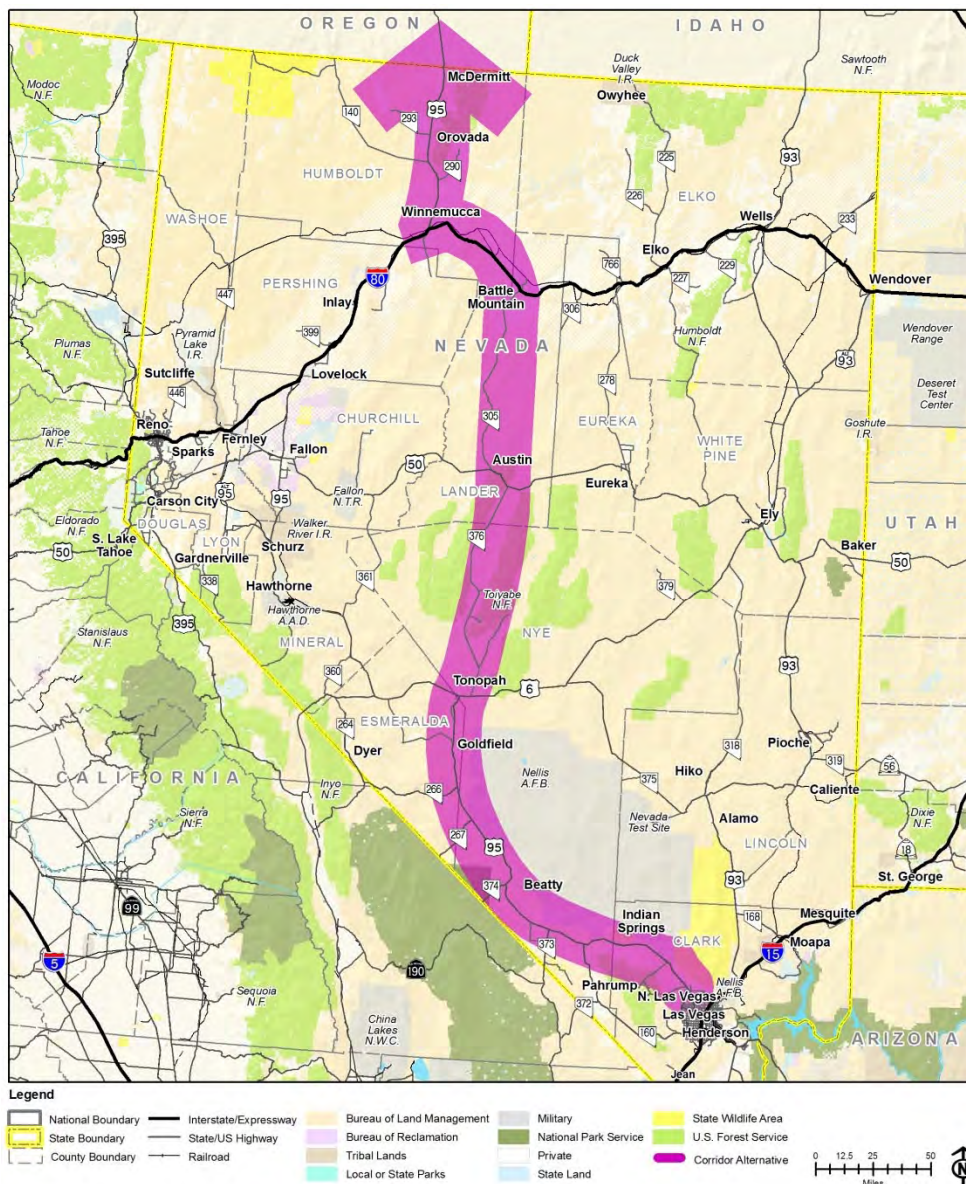 OREGON
IDAHO
Modoc
N.F.
McDermitt
Duck
Valley
I.R.
Owyhee
Sawtooth
N.F.
95
140
293
Orovada
290
HUMBOLDT
225
226
93
ELKO
WASHOE
395
Winnemucca
Wells
233
Elko
766
229
227
Wendover
80
PERSHING
447
Inlay
Battle
Mountain
306
Humboldt
N.F.
Wendover
Range
NEVADA
399
Pyramid
Lake
I.R.
Plumas
N.F.
Sutcliffe
Lovelock
278
ALT
93
Deseret
Test
Center
446
CHURCHILL
305
EUREKA
Reno
Sparks
Fernley
Fallon
Tahoe
N.F.
WHITE
PINE
Goshute
I.R.
Austin
50
Eureka
LANDER
Carson City
ALT
95
95
Fallon
N.T.R.
Ely
UTAH
DOUGLAS
Eldorado
N.F.
Walker
River I.R.
376
Baker
50
S. Lake
Tahoe
50
LYON
Schurz
Gardnerville
338
Hawthorne
361
379
Toiyabe
N.F.
Hawthorne
A.A.D.
395
Stanislaus
N.F.
MINERAL
NYE
93
360
Tonopah
6
264
ESMERALDA
Dyer
Goldfield
318
Pioche
319
56
CALIFORNIA
Inyo
N.F.
266
Nellis
A.F.B.
375
Hiko
Caliente
Sierra
N.F.
Nevada
Test Site
Alamo
Dixie
N.F.
267
95
LINCOLN
18
374
Beatty
93
St. George
99
Indian
Springs
168
Mesquite
CLARK
Moapa
5
190
373
15
Pahrump
Nellis
A.F.B.
N. Las Vegas
Sequoia
N.F.
372
Las Vegas
China
Lakes
N.W.C.
160
Henderson
ARIZONA
Jean
Legend
National Boundary
State Boundary
County Boundary
Interstate/Expressway
State/US Highway
Railroad
Bureau of Land Management
Bureau of Reclamation
Tribal Lands
Local or State Parks
Military
National Park Service
Private
State Land
State Wildlife Area
U.S. Forest Service
Corridor Alternative
0 12.5 25 50
Miles
N